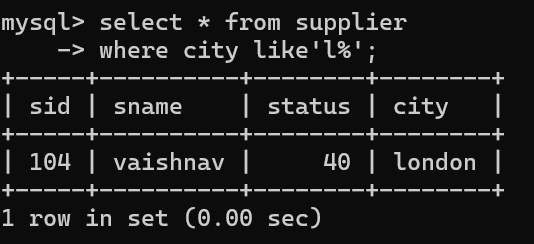 mysql> select * from supplier
    -> where city like'l%';
+-----+----------+--------+--------+
| sid | sname    | status | city   |
+-----+----------+--------+--------+
| 104 | vaishnav |     40 | london |
+-----+----------+--------+--------+
1 row in set (0.00 sec)